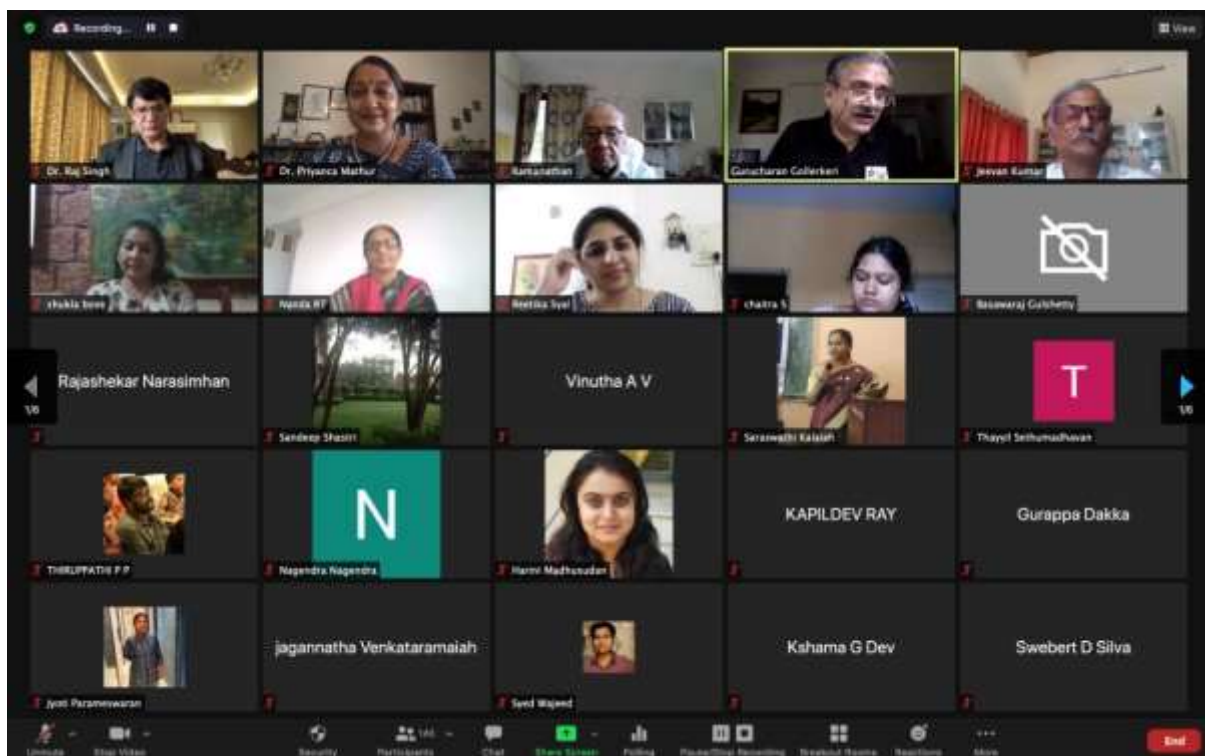 Recording...
View
Dr. Raj Singh
Dr. Priyanca Mathur
Ramanathan
Gurucharan Gollerkeri
Jeevan Kumar
shukla bose
Nanda HT
Reetika Syal
chaitra S
Basawaraj Gulshetty
Rajashekar Narasimhan
Sandeep Shastri
Vinutha A V
Saraswathi Kalaiah
T
Thayyil Sethumadhavan
1/6
1/6
THIRUPPATHI P P
N
Nagendra Nagendra
Harmi Madhusudan
KAPILDEV RAY
Gurappa Dakka
Jyoti Parameswaran
jagannatha Venkataramaiah
Syed Wajeed
Kshama G Dev
Swebert D Silva
Unmute
Stop Video
Security
Participants
Chat
Share Screen
Polling
Pause/Stop Recording
Breakout Rooms
Reactions
More
End